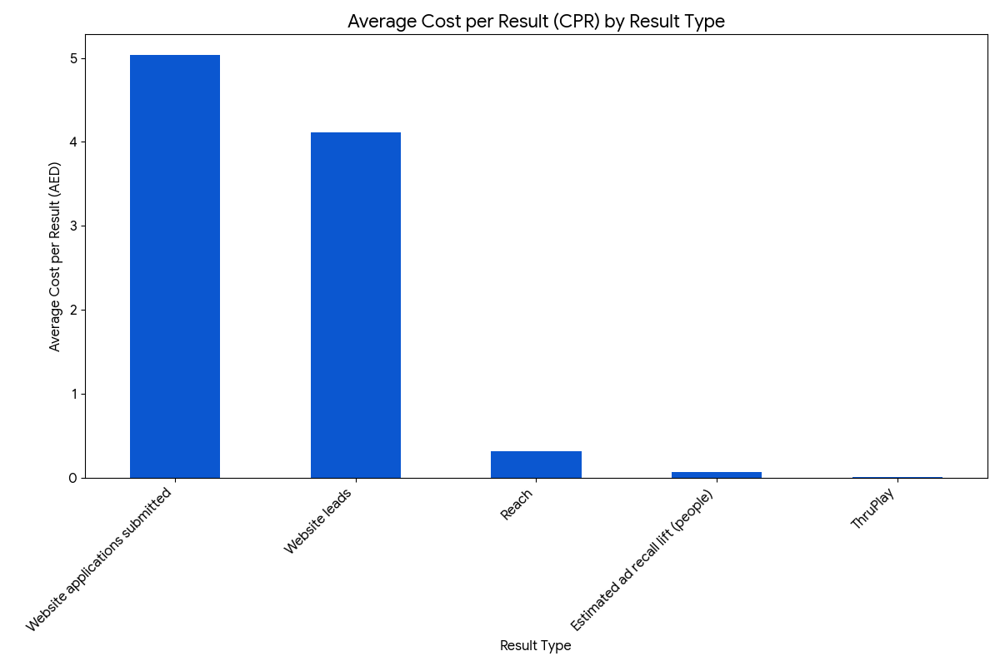 Average Cost per Result (CPR) by Result Type
Average Cost per Result (AED)
5
4
3
2
1
0
Website applications submitted
Website leads
Reach
Estimated ad recall lift (people)
ThruPlay
Result Type